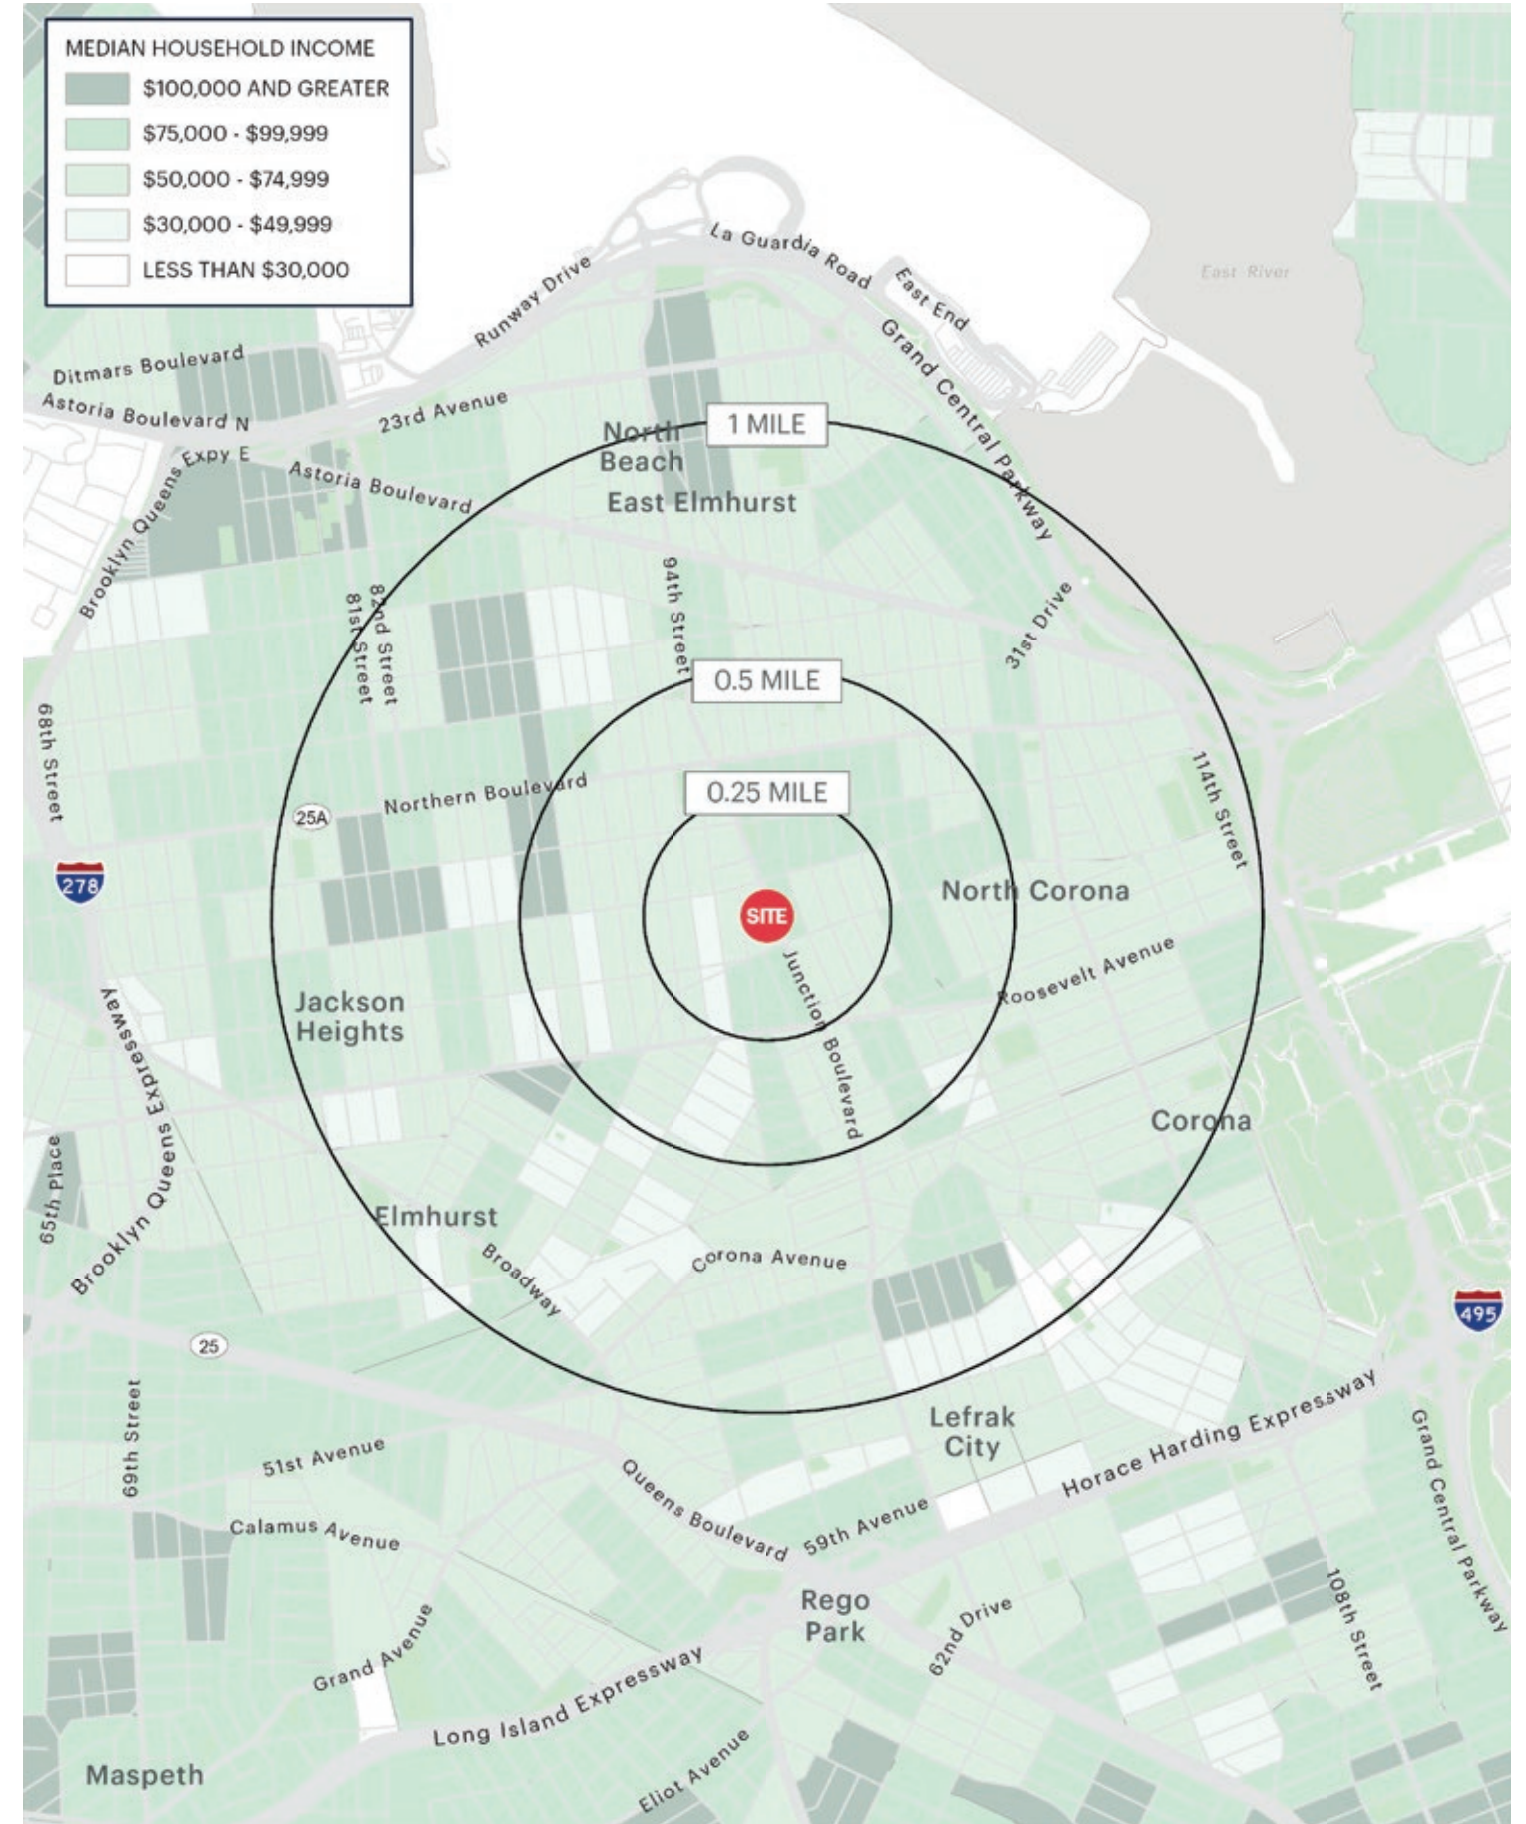 MEDIAN HOUSEHOLD INCOME
$100,000 AND GREATER
$75,000 - $99,999
$50,000 - $74,999
$30,000 - $49,999
LESS THAN $30,000
La Guardia Road
East End
East River
Runway Drive
Grand Central Parkway
Ditmars Boulevard
Astoria Boulevard N
23rd Avenue
1 MILE
North
Beach
Brooklyn Queens Expy E
Astoria Boulevard
East Elmhurst
94th Street
82nd Street
81st Street
31st Drive
0.5 MILE
68th Street
Northern Boulevard
0.25 MILE
114th Street
25A
278
North Corona
SITE
Junction Boulevard
Roosevelt Avenue
Jackson
Heights
Brooklyn Queens Expressway
Corona
65th Place
Elmhurst
Broadway
Corona Avenue
495
25
Lefrak
City
Horace Harding Expressway
69th Street
51st Avenue
Queens Boulevard
59th Avenue
Grand Central Parkway
Calamus Avenue
Rego
Park
62nd Drive
108th Street
Grand Avenue
Long Island Expressway
Maspeth
Eliot Avenue